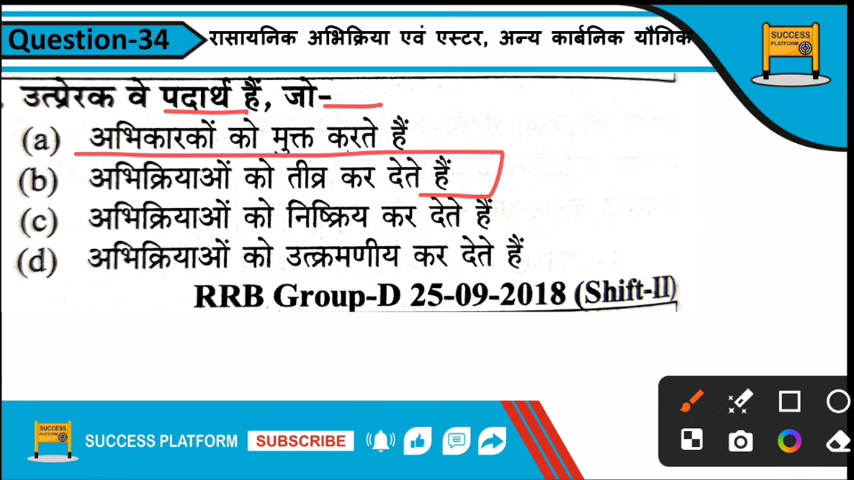 Question-34
रासायनिक अभिक्रिया एवं एस्टर, अन्य कार्बनिक यौगिक
SUCCESS
PLATFORM
उत्प्रेरक वे पदार्थ हैं, जो-
(a) अभिकारकों को मुक्त करते हैं
(b) अभिक्रियाओं को तीव्र कर देते हैं
(c) अभिक्रियाओं को निष्क्रिय कर देते हैं
(d) अभिक्रियाओं को उत्क्रमणीय कर देते हैं
RRB Group-D 25-09-2018 (Shift-II)
SUCCESS
PLATFORM
SUCCESS PLATFORM
SUBSCRIBE